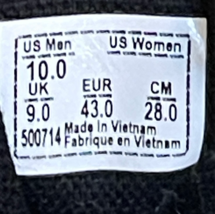 US Men US Women
10.0
UK EUR CM
9.0 43.0 28.0
500714 Made in Vietnam
Fabrique en Vietnam